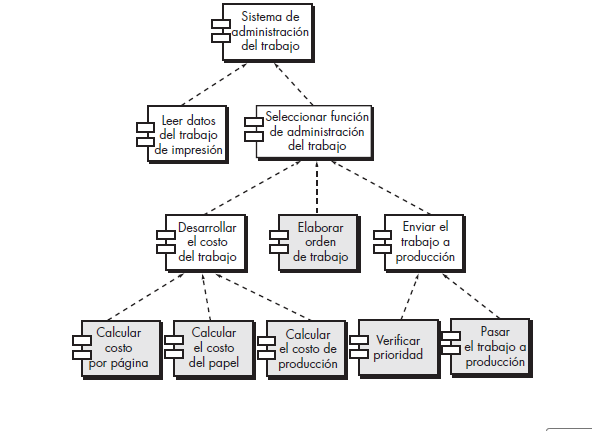 Sistema de
administración
del trabajo
Leer datos
del trabajo
de impresión
Seleccionar función
de administración
del trabajo
Desarrollar
el costo
del trabajo
Elaborar
orden
de trabajo
Enviar el
trabajo a
producción
Calcular
costo
por página
Calcular
el costo
del papel
Calcular
el costo de
producción
Verificar
prioridad
Pasar
el trabajo a
producción